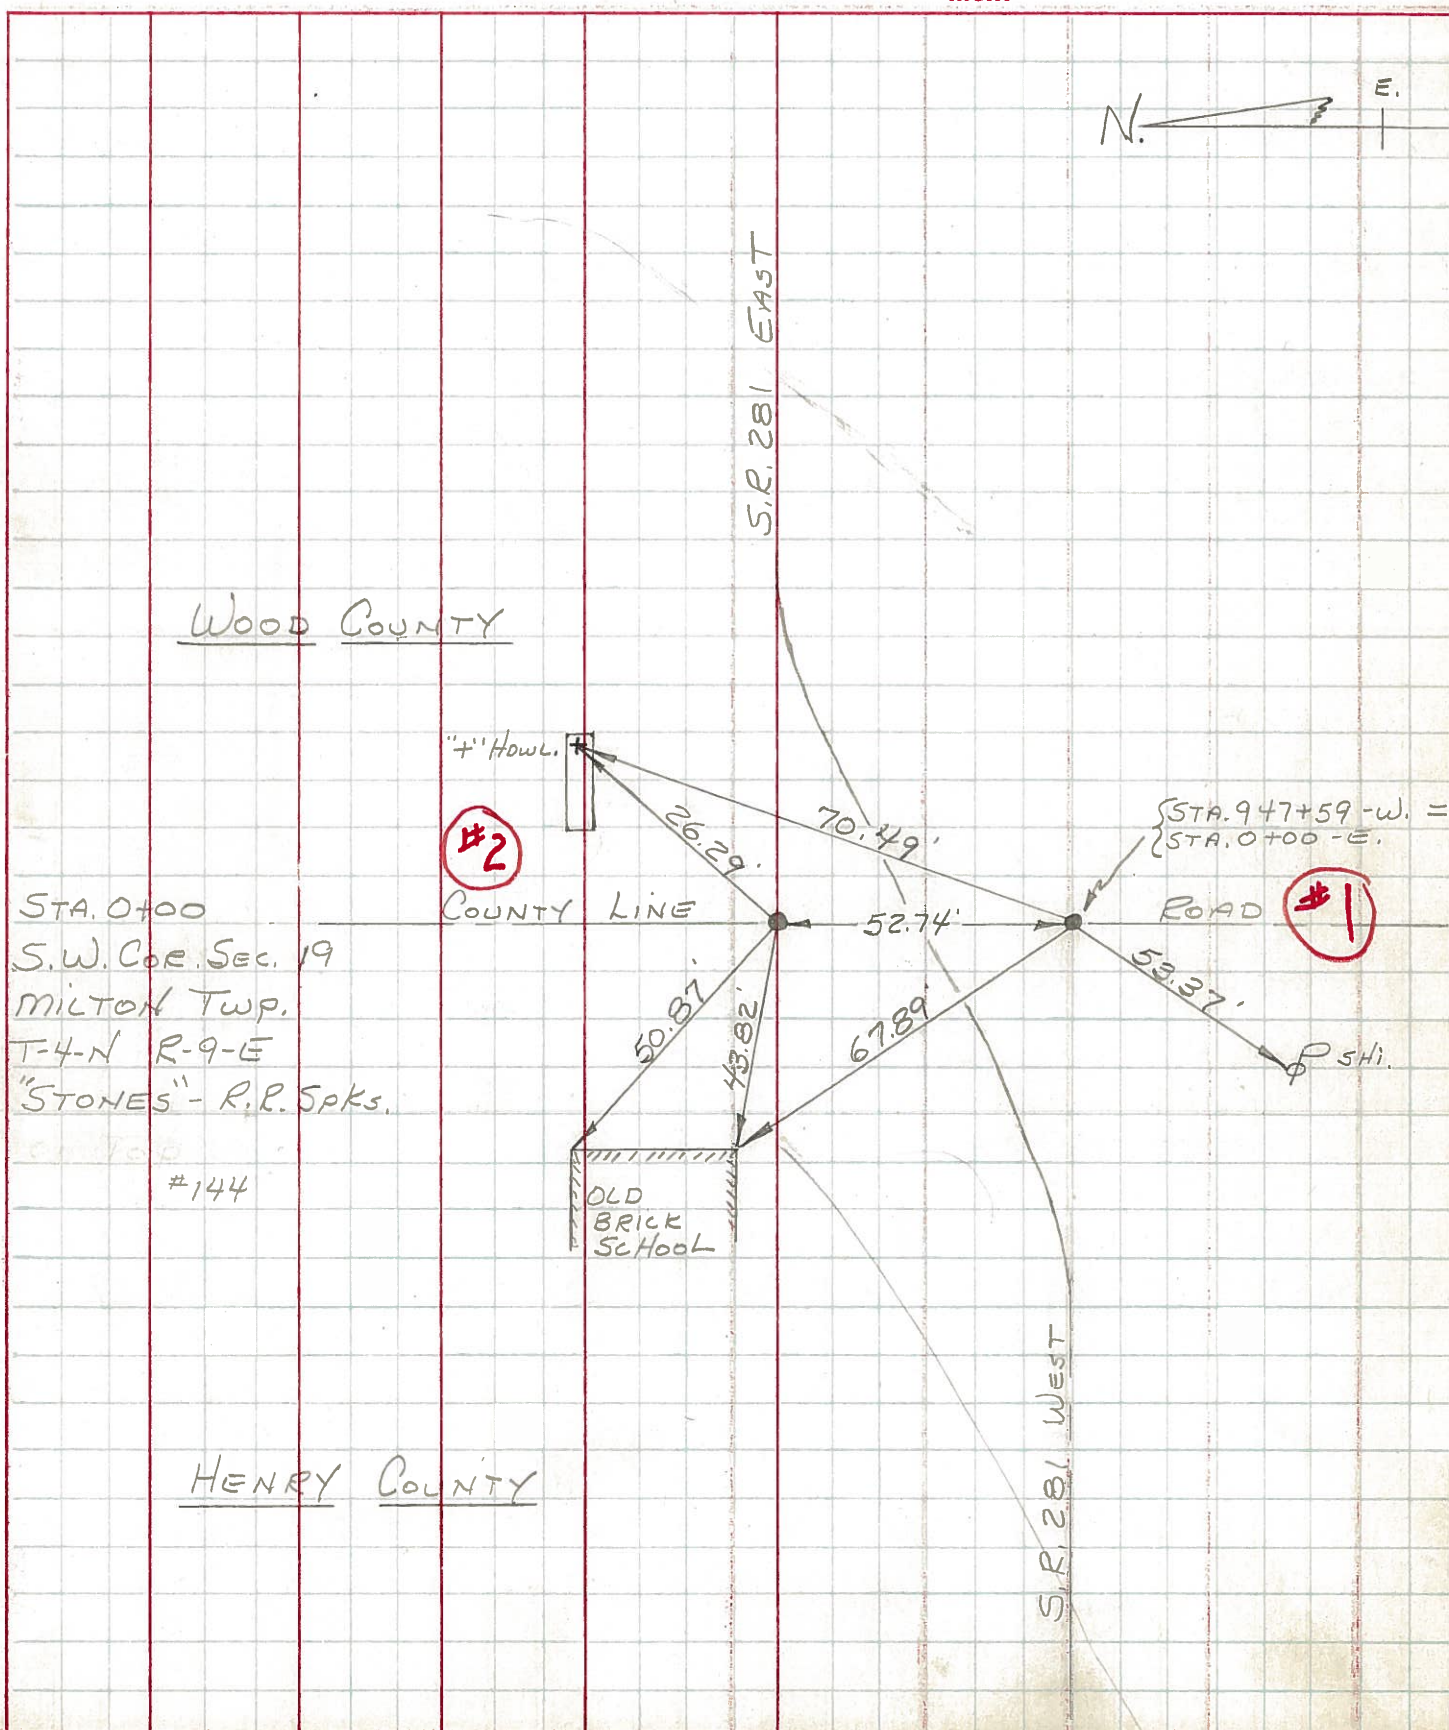 N.
E.
S.R. 281 EAST
WOOD COUNTY
"+" HOWL.
#2
26.29'
70.49'
STA. 947+59 -W. =
STA. 0+00 -E.
STA. 0+00
COUNTY LINE
52.74'
ROAD
#1
S.W. COR. SEC. 19
MILTON TWP.
T-4-N R-9-E
"STONES" - R.R. SPKS.
on top
#144
50.87'
43.82'
67.89'
53.37'
SHI.
OLD
BRICK
SCHOOL
HENRY COUNTY
S.R. 281 WEST